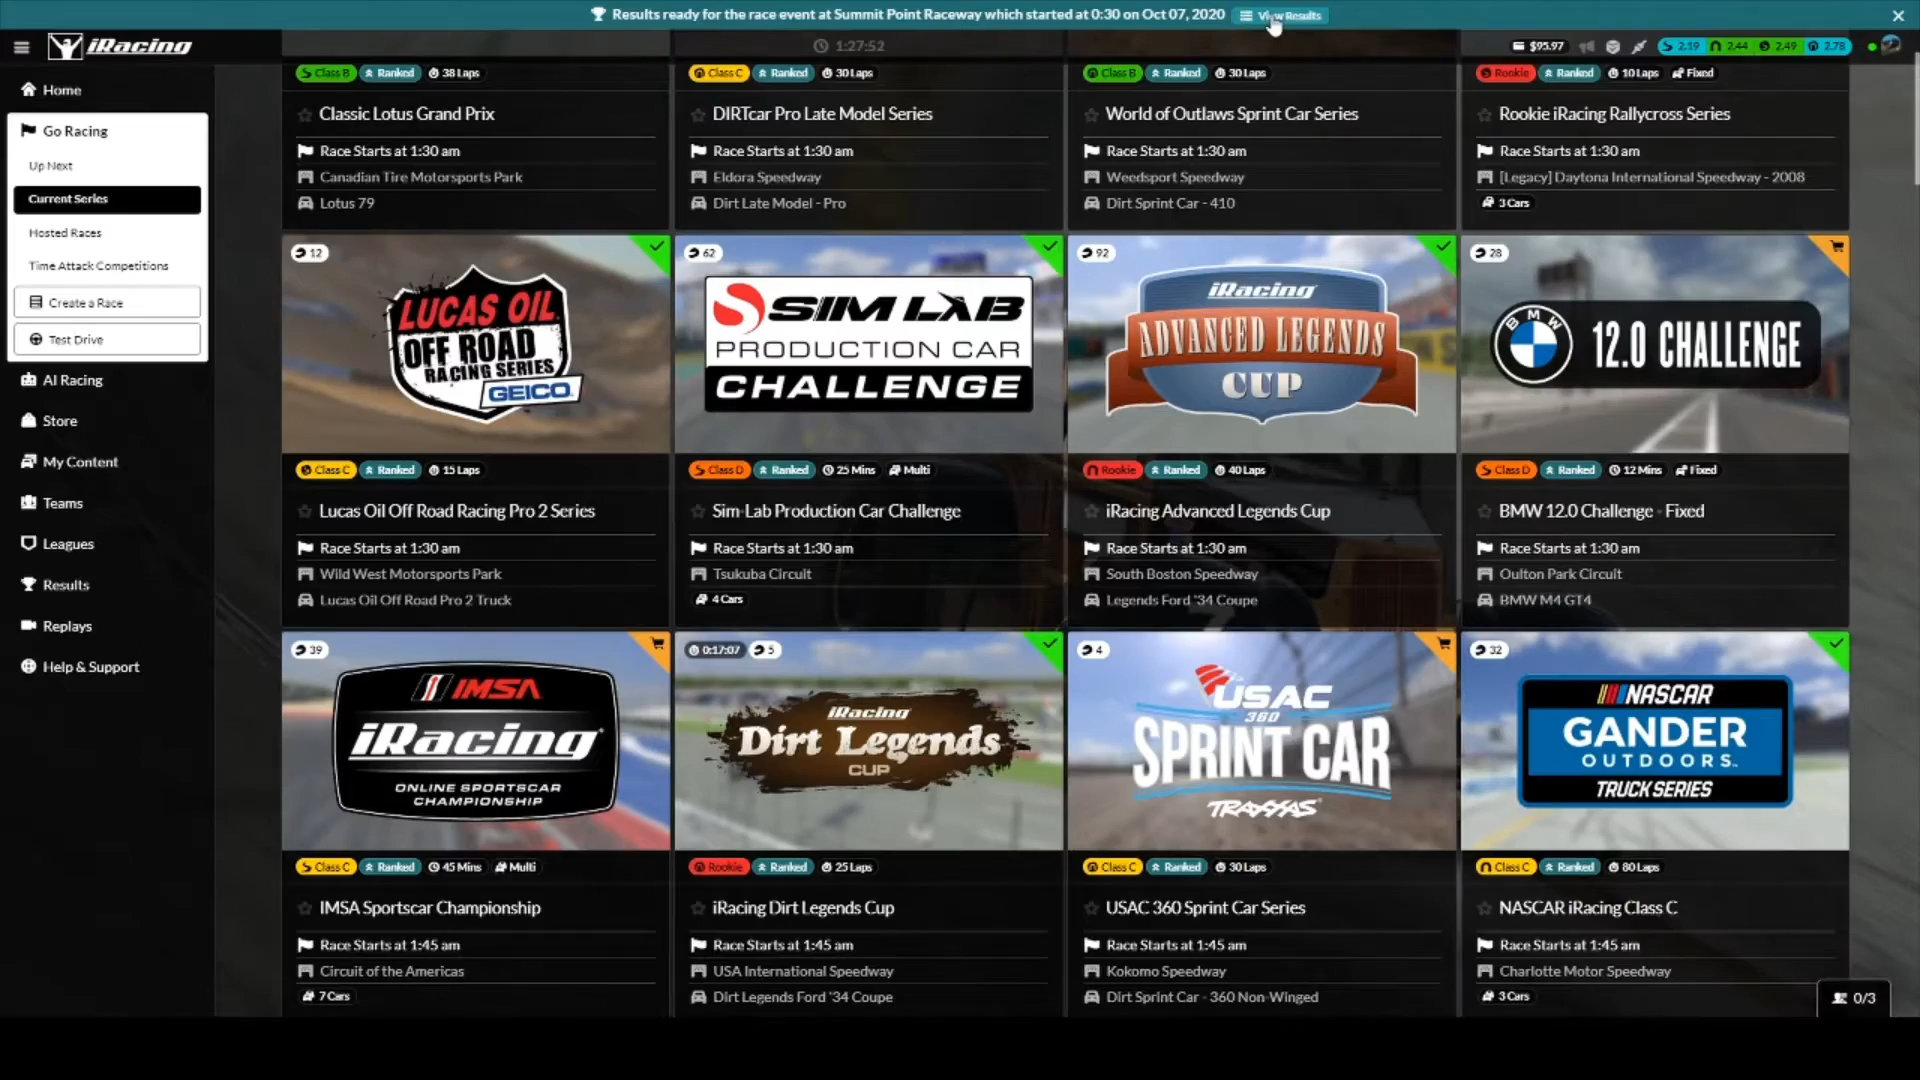 Results ready for the race event at Summit Point Raceway which started at 0:30 on Oct 07, 2020
View Results
iRacing
1:27:52
$95.97
2.19
2.44
2.49
2.78
Home
Go Racing
Up Next
Current Series
Hosted Races
Time Attack Competitions
Create a Race
Test Drive
AI Racing
Store
My Content
Teams
Leagues
Results
Replays
Help & Support
Class B Ranked 38 Laps
Classic Lotus Grand Prix
Race Starts at 1:30 am
Canadian Tire Motorsports Park
Lotus 79
Class C Ranked 30 Laps
DIRTcar Pro Late Model Series
Race Starts at 1:30 am
Eldora Speedway
Dirt Late Model - Pro
Class B Ranked 30 Laps
World of Outlaws Sprint Car Series
Race Starts at 1:30 am
Weedsport Speedway
Dirt Sprint Car - 410
Rookie Ranked 10 Laps Fixed
Rookie iRacing Rallycross Series
Race Starts at 1:30 am
[Legacy] Daytona International Speedway - 2008
3 Cars
12
LUCAS OIL
OFF ROAD
RACING SERIES
GEICO
Class C Ranked 15 Laps
Lucas Oil Off Road Racing Pro 2 Series
Race Starts at 1:30 am
Wild West Motorsports Park
Lucas Oil Off Road Pro 2 Truck
62
SIM LAB
PRODUCTION CAR
CHALLENGE
Class D Ranked 25 Mins Multi
Sim-Lab Production Car Challenge
Race Starts at 1:30 am
Tsukuba Circuit
4 Cars
92
iRacing
ADVANCED LEGENDS
CUP
Rookie Ranked 40 Laps
iRacing Advanced Legends Cup
Race Starts at 1:30 am
South Boston Speedway
Legends Ford '34 Coupe
28
BMW
12.0 CHALLENGE
Class D Ranked 12 Mins Fixed
BMW 12.0 Challenge - Fixed
Race Starts at 1:30 am
Oulton Park Circuit
BMW M4 GT4
39
IMSA
iRacing
ONLINE SPORTSCAR
CHAMPIONSHIP
Class C Ranked 45 Mins Multi
IMSA Sportscar Championship
Race Starts at 1:45 am
Circuit of the Americas
7 Cars
0:17:07 5
iRacing
Dirt Legends
CUP
Rookie Ranked 25 Laps
iRacing Dirt Legends Cup
Race Starts at 1:45 am
USA International Speedway
Dirt Legends Ford '34 Coupe
4
USAC
360
SPRINT CAR
TRAXXAS
Class C Ranked 30 Laps
USAC 360 Sprint Car Series
Race Starts at 1:45 am
Kokomo Speedway
Dirt Sprint Car - 360 Non-Winged
32
NASCAR
GANDER
OUTDOORS
TRUCK SERIES
Class C Ranked 80 Laps
NASCAR iRacing Class C
Race Starts at 1:45 am
Charlotte Motor Speedway
3 Cars
0/3